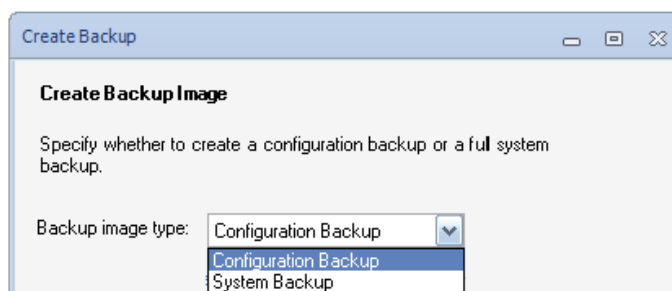 Create Backup
Create Backup Image
Specify whether to create a configuration backup or a full system
backup.
Backup image type: Configuration Backup
Configuration Backup
System Backup